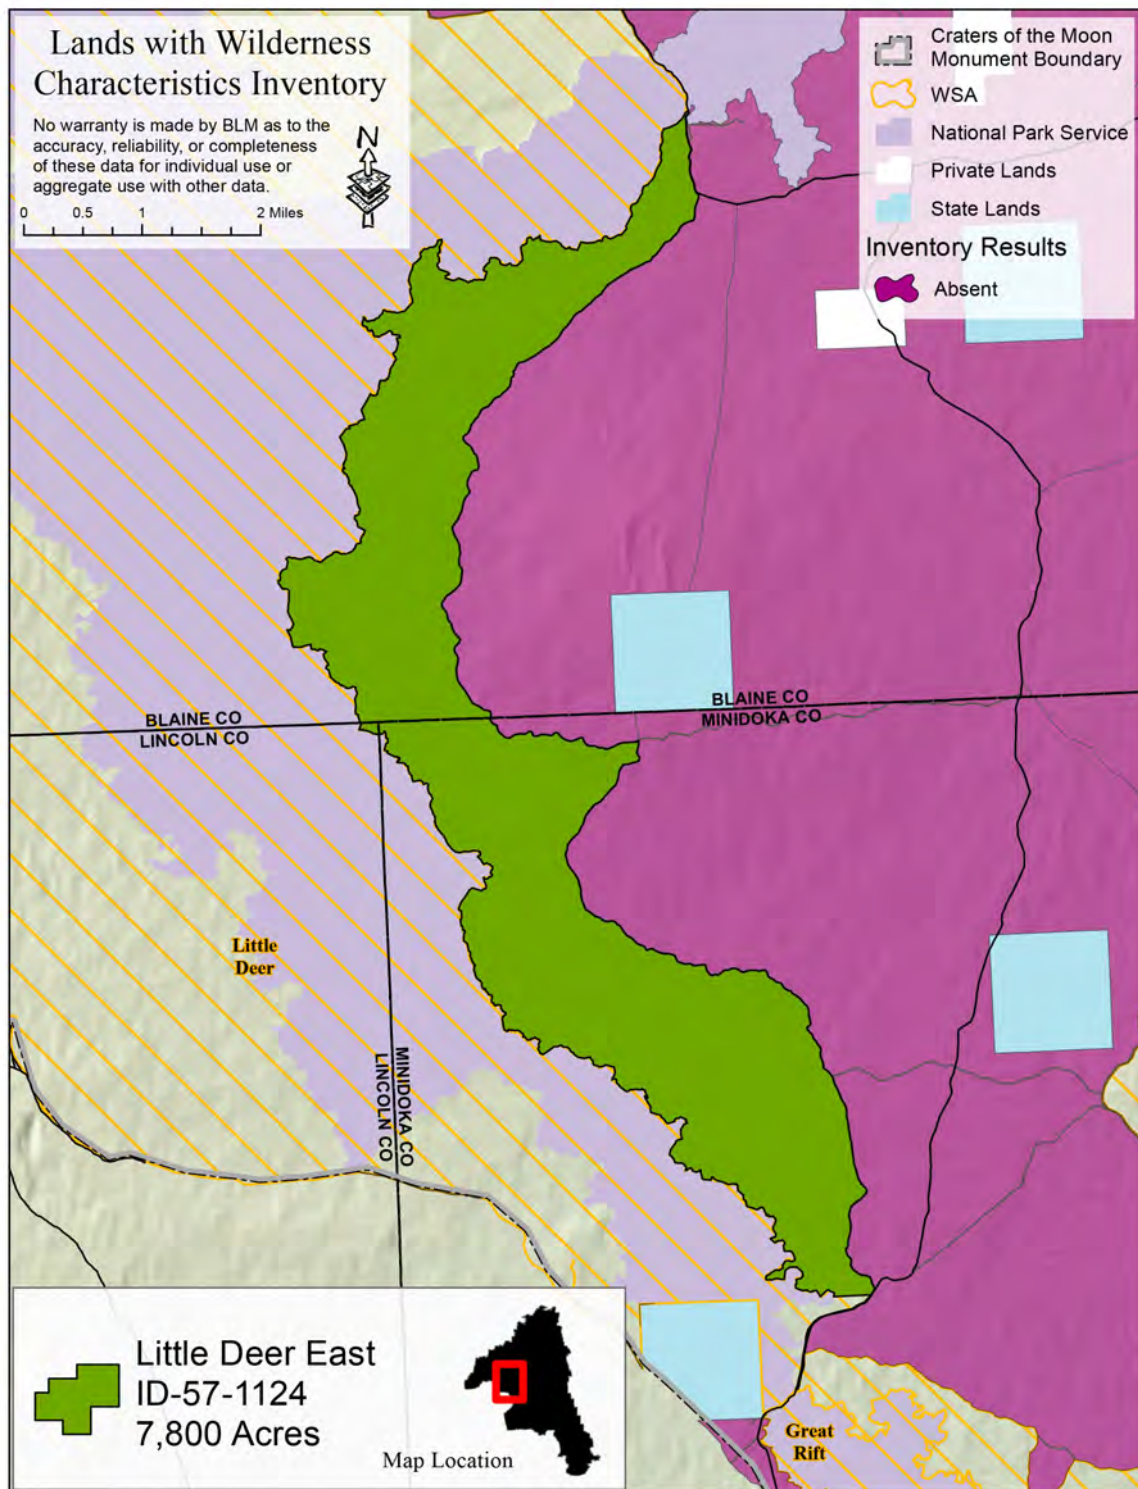 Lands with Wilderness
Characteristics Inventory
No warranty is made by BLM as to the
accuracy, reliability, or completeness
of these data for individual use or
aggregate use with other data.
N
0 0.5 1 2 Miles
Craters of the Moon
Monument Boundary
WSA
National Park Service
Private Lands
State Lands
Inventory Results
Absent
BLAINE CO
LINCOLN CO
BLAINE CO
MINIDOKA CO
Little
Deer
MINIDOKA CO
LINCOLN CO
Little Deer East
ID-57-1124
7,800 Acres
Map Location
Great
Rift